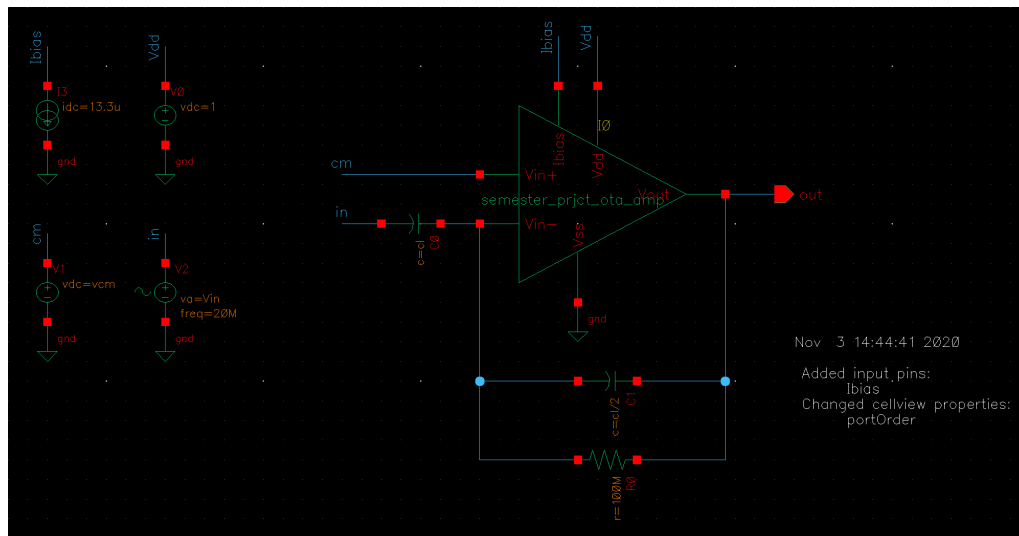 Ibias
Vdd
I3
idc=13.3u
gnd
V0
vdc=1
gnd
cm
V1
vdc=vcm
gnd
in
V2
va=Vin
freq=20M
gnd
Ibias
Vdd
I0
Ibias
Vdd
cm
Vin+
semester_prjct_ota_amp
Vout
out
in
c=cl
C0
Vin-
Vss
gnd
c=cl/2
C1
r=100M
R0
Nov 3 14:44:41 2020
Added input pins:
Ibias
Changed cellview properties:
portOrder